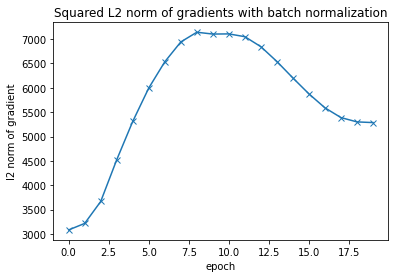 Squared L2 norm of gradients with batch normalization
7000
6500
6000
5500
5000
4500
4000
3500
3000
l2 norm of gradient
0.0 2.5 5.0 7.5 10.0 12.5 15.0 17.5
epoch